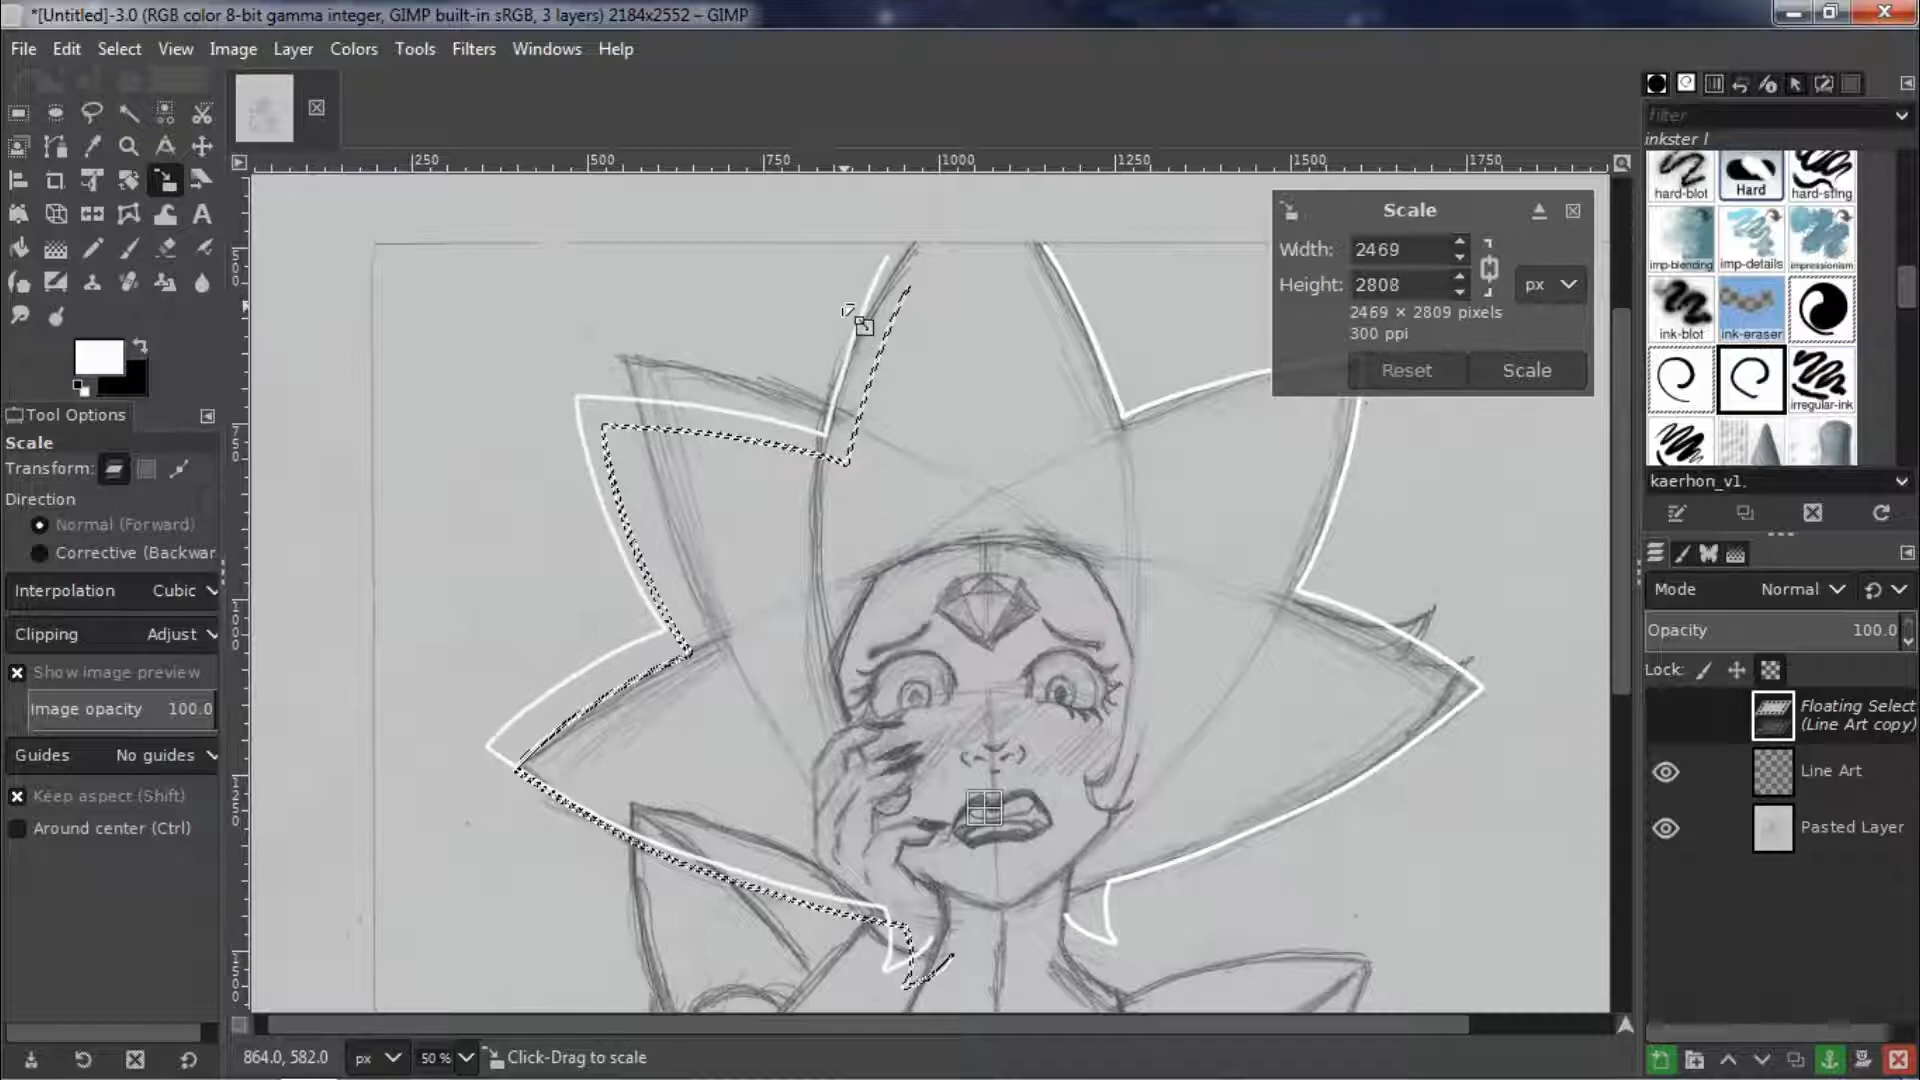 *[Untitled]-3.0 (RGB color 8-bit gamma integer, GIMP built-in sRGB, 3 layers) 2184x2552 – GIMP
File Edit Select View Image Layer Colors Tools Filters Windows Help
filter
inkster l
250 500 750 1000 1250 1500 1750
hard-blot Hard hard-sting
Scale
Width: 2469
Height: 2808
px
2469 × 2809 pixels
300 ppi
Reset Scale
imp-blending imp-details impressionism
ink-blot ink-eraser
irregular-ink
kaerhon_v1,
Tool Options
Scale
Transform:
Direction
Normal (Forward)
Corrective (Backwar
Interpolation Cubic
Clipping Adjust
Show image preview
Image opacity 100.0
Guides No guides
Keep aspect (Shift)
Around center (Ctrl)
500
750
1000
1250
1500
Mode Normal
Opacity 100.0
Lock:
Floating Select
(Line Art copy)
Line Art
Pasted Layer
864.0, 582.0 px 50 % Click-Drag to scale